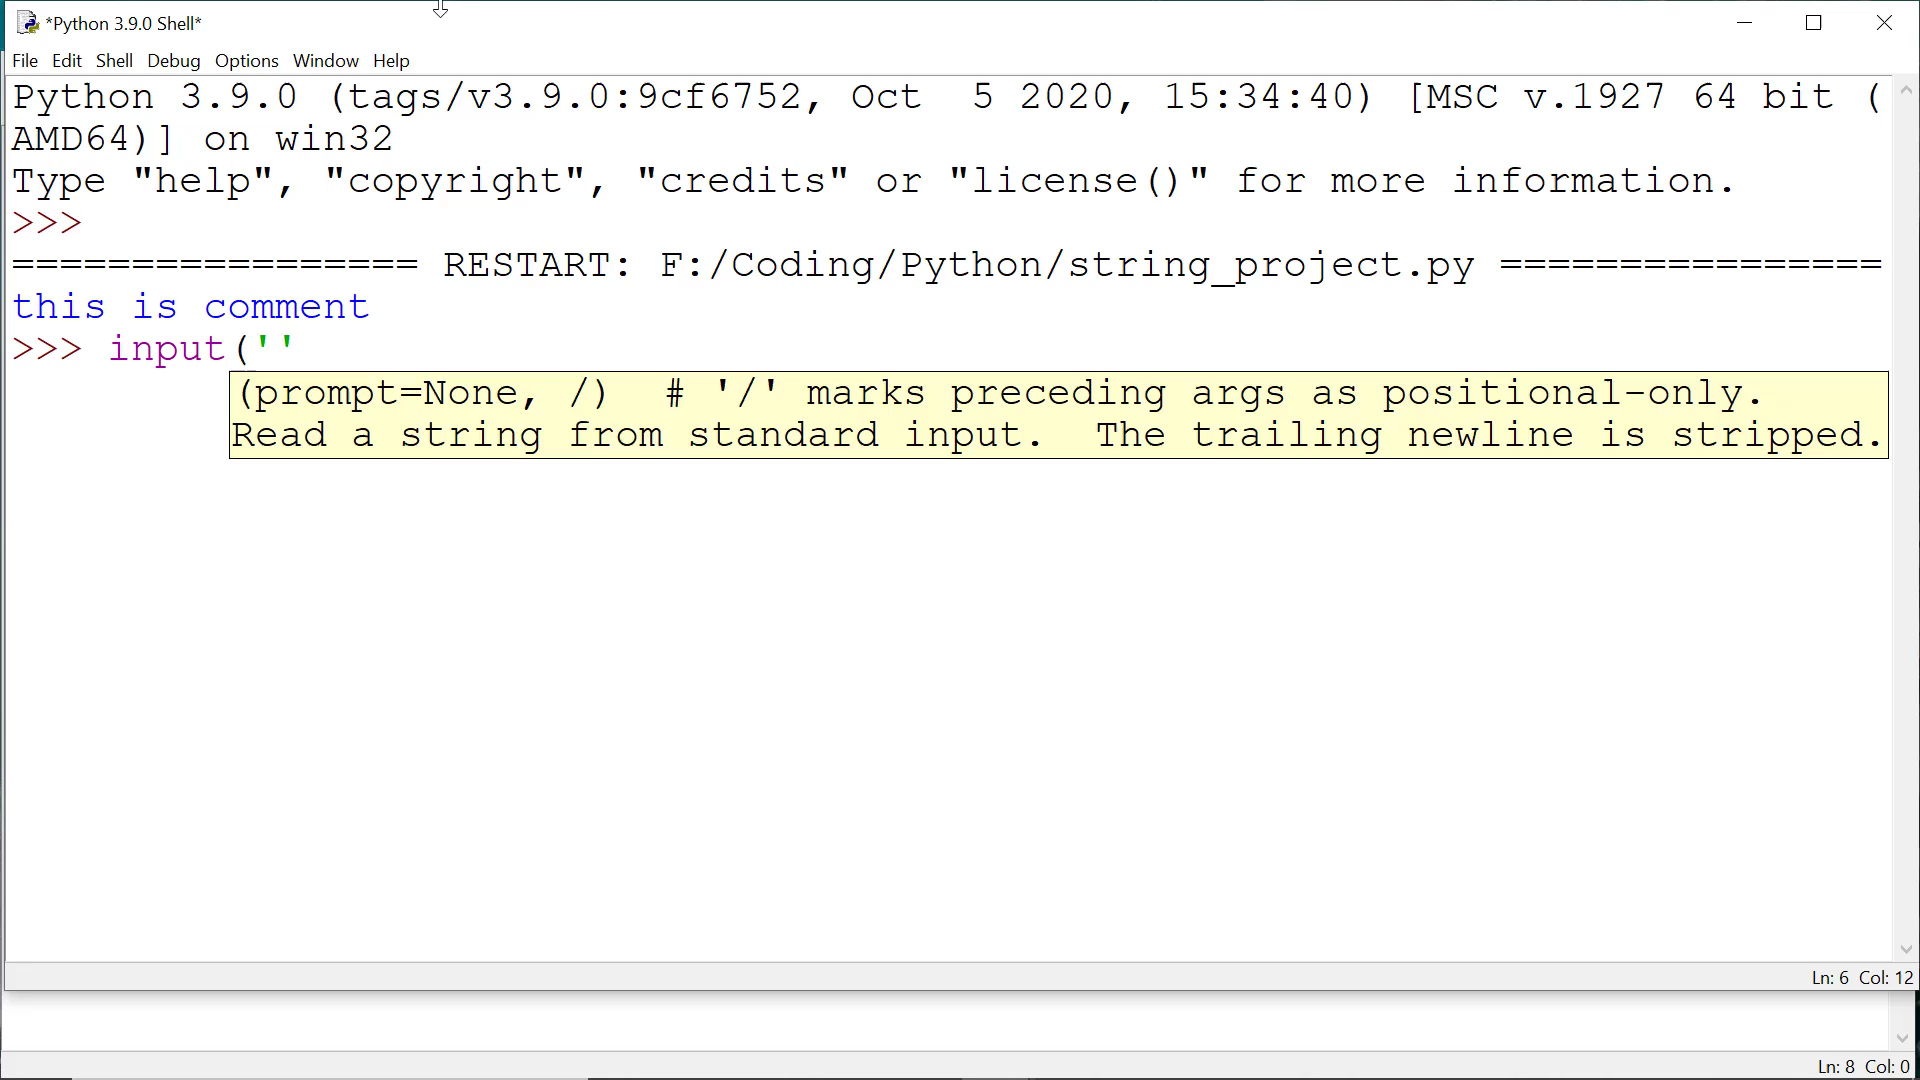 *Python 3.9.0 Shell*
File Edit Shell Debug Options Window Help
Python 3.9.0 (tags/v3.9.0:9cf6752, Oct  5 2020, 15:34:40) [MSC v.1927 64 bit (
AMD64)] on win32
Type "help", "copyright", "credits" or "license()" for more information.
>>>
================= RESTART: F:/Coding/Python/string_project.py ================
this is comment
>>> input(''
(prompt=None, /)  # '/' marks preceding args as positional-only.
Read a string from standard input.  The trailing newline is stripped.
Ln: 6 Col: 12
Ln: 8 Col: 0